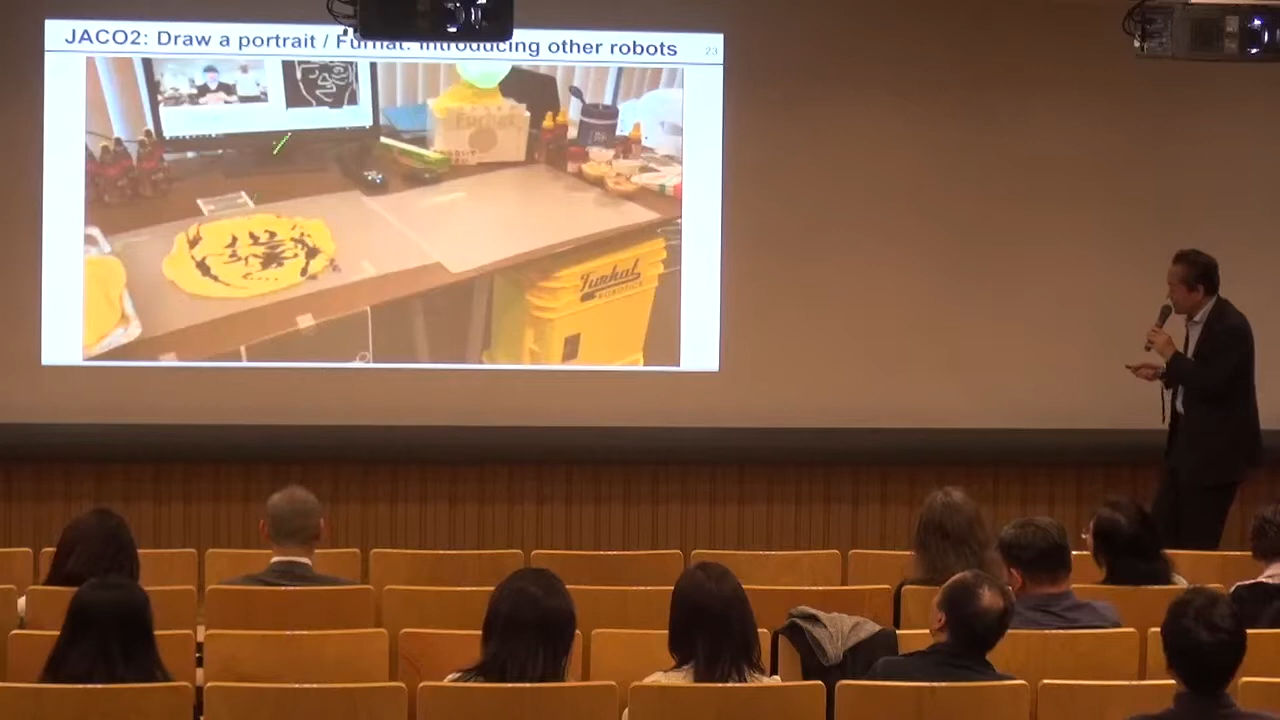 JACO2: Draw a portrait / Furhat: Introducing other robots
23
Furhat
Furhat
ROBOTICS